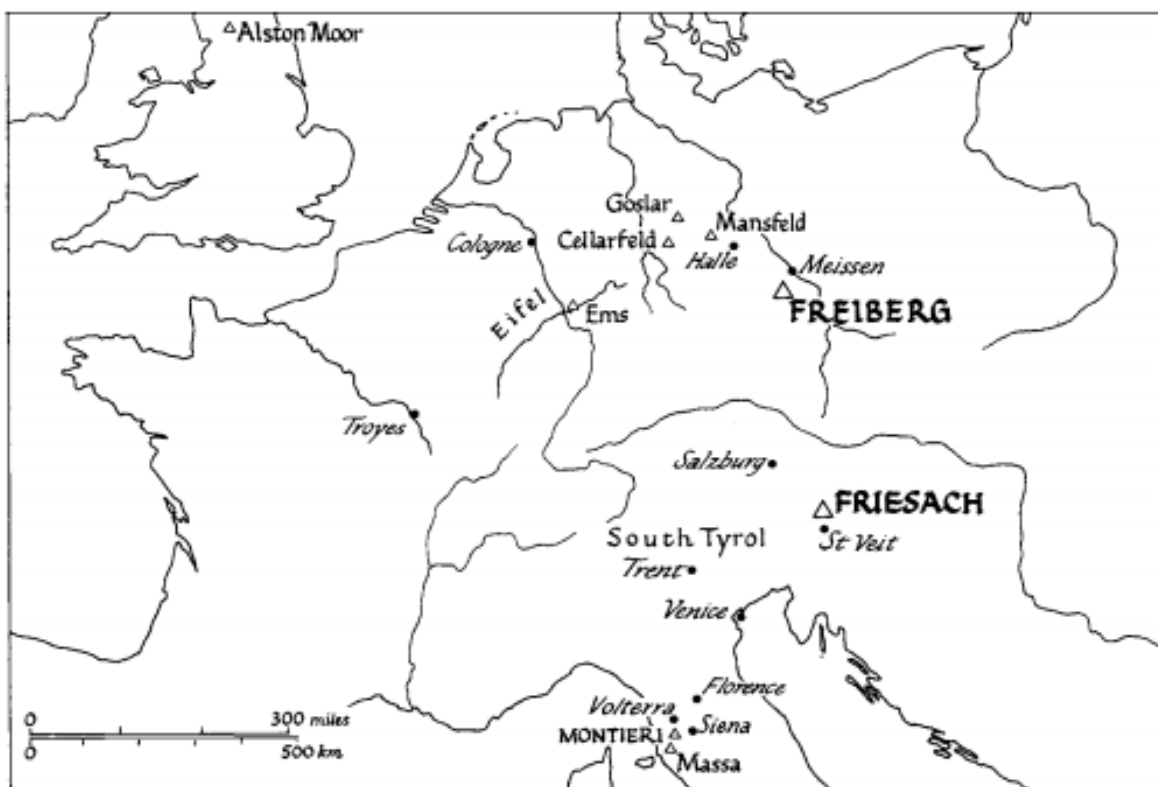 Alston Moor
Goslar
Mansfeld
Cellarfeld
Cologne
Halle
Meissen
Eifel
Ems
FREIBERG
Troyes
Salzburg
FRIESACH
St Veit
South Tyrol
Trent
Venice
Florence
Volterra
Siena
MONTIERI
Massa
0 300 miles
0 500 km